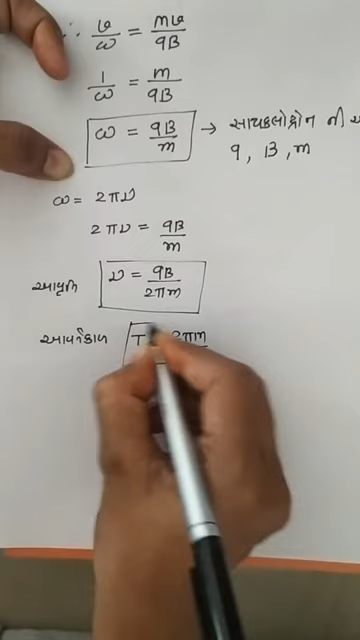 ∴ v/ω = mv/qB
1/ω = m/qB
ω = qB/m → સાયક્લોટ્રોન ની
q, B, m
ω = 2πν
2πν = qB/m
આવૃત્તિ ν = qB/2πm
આવર્તકાળ T 2πm